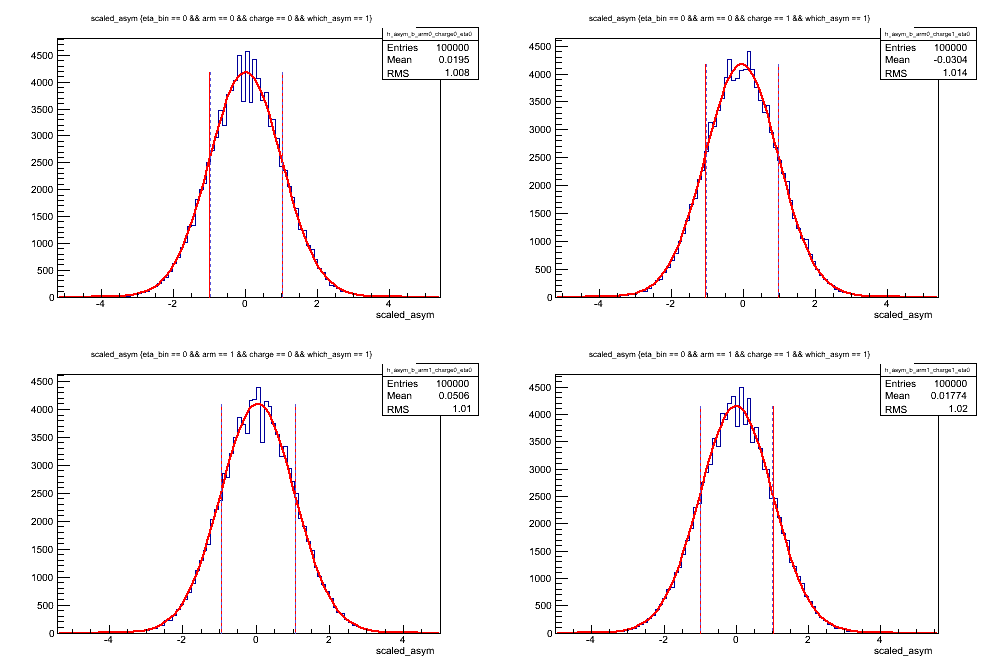 scaled_asym {eta_bin == 0 && arm == 0 && charge == 0 && which_asym == 1}
h_asym_b_arm0_charge0_eta0
Entries 100000
Mean 0.0195
RMS 1.008
4500
4000
3500
3000
2500
2000
1500
1000
500
0
-4 -2 0 2 4
scaled_asym
scaled_asym {eta_bin == 0 && arm == 0 && charge == 1 && which_asym == 1}
h_asym_b_arm0_charge1_eta0
Entries 100000
Mean -0.0304
RMS 1.014
4500
4000
3500
3000
2500
2000
1500
1000
500
0
-4 -2 0 2 4
scaled_asym
scaled_asym {eta_bin == 0 && arm == 1 && charge == 0 && which_asym == 1}
h_asym_b_arm1_charge0_eta0
Entries 100000
Mean 0.0506
RMS 1.01
4500
4000
3500
3000
2500
2000
1500
1000
500
0
-4 -2 0 2 4
scaled_asym
scaled_asym {eta_bin == 0 && arm == 1 && charge == 1 && which_asym == 1}
h_asym_b_arm1_charge1_eta0
Entries 100000
Mean 0.01774
RMS 1.02
4500
4000
3500
3000
2500
2000
1500
1000
500
0
-4 -2 0 2 4
scaled_asym